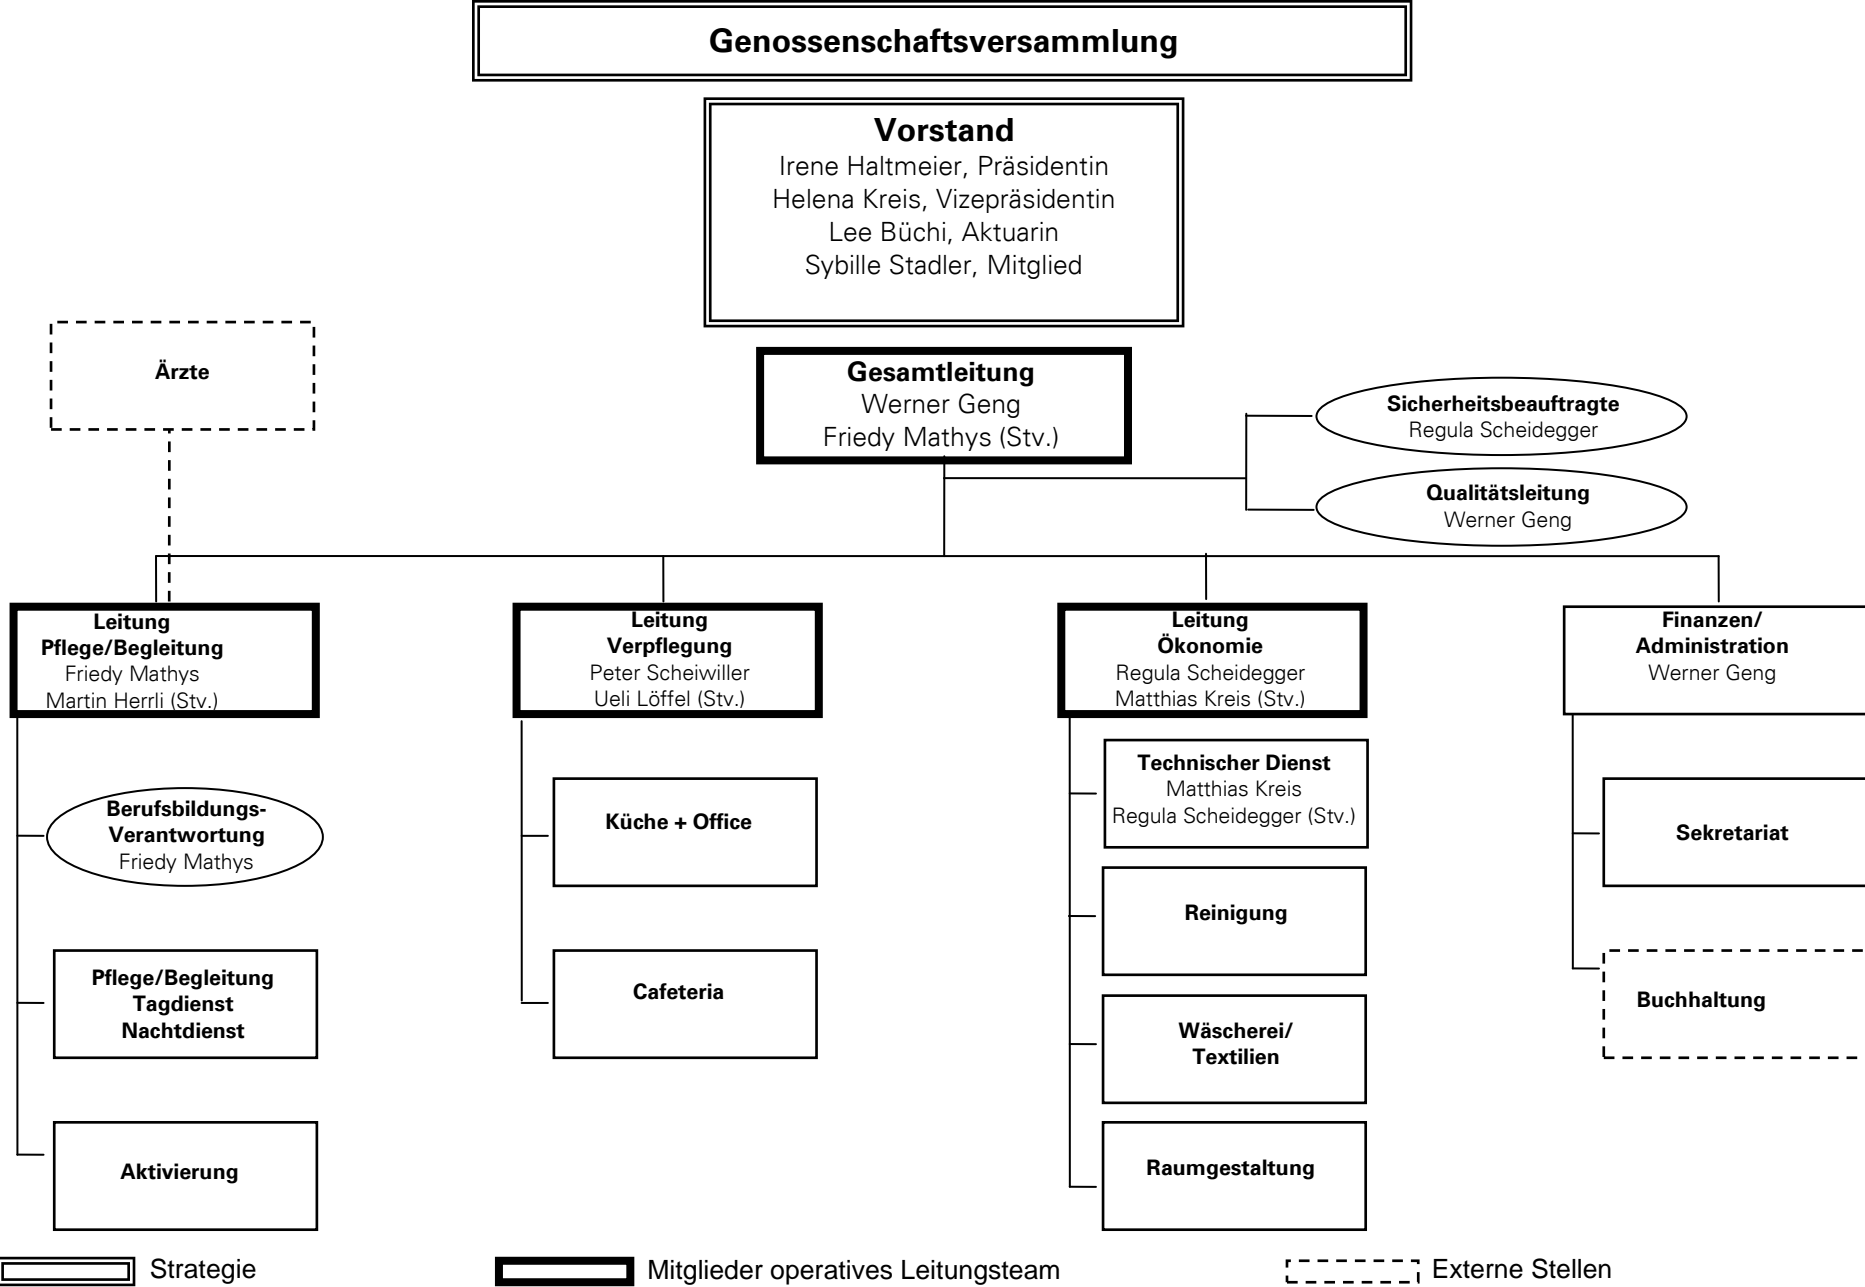 Genossenschaftsversammlung
Vorstand
Irene Haltmeier, Präsidentin
Helena Kreis, Vizepräsidentin
Lee Büchi, Aktuarin
Sybille Stadler, Mitglied
Ärzte
Gesamtleitung
Werner Geng
Friedy Mathys (Stv.)
Sicherheitsbeauftragte
Regula Scheidegger
Qualitätsleitung
Werner Geng
Leitung
Pflege/Begleitung
Friedy Mathys
Martin Herrli (Stv.)
Leitung
Verpflegung
Peter Scheiwiller
Ueli Löffel (Stv.)
Leitung
Ökonomie
Regula Scheidegger
Matthias Kreis (Stv.)
Finanzen/
Administration
Werner Geng
Berufsbildungs-
Verantwortung
Friedy Mathys
Pflege/Begleitung
Tagdienst
Nachtdienst
Aktivierung
Küche + Office
Cafeteria
Technischer Dienst
Matthias Kreis
Regula Scheidegger (Stv.)
Reinigung
Wäscherei/
Textilien
Raumgestaltung
Sekretariat
Buchhaltung
Strategie
Mitglieder operatives Leitungsteam
Externe Stellen